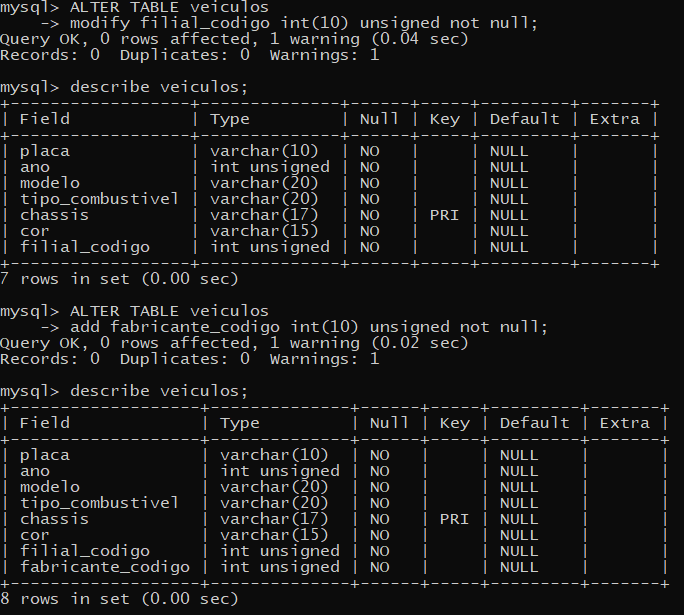 mysql> ALTER TABLE veiculos
    -> modify filial_codigo int(10) unsigned not null;
Query OK, 0 rows affected, 1 warning (0.04 sec)
Records: 0  Duplicates: 0  Warnings: 1
mysql> describe veiculos;
+------------------+--------------+------+-----+---------+-------+
| Field            | Type         | Null | Key | Default | Extra |
+------------------+--------------+------+-----+---------+-------+
| placa            | varchar(10)  | NO   |     | NULL    |       |
| ano              | int unsigned | NO   |     | NULL    |       |
| modelo           | varchar(20)  | NO   |     | NULL    |       |
| tipo_combustivel | varchar(20)  | NO   |     | NULL    |       |
| chassis          | varchar(17)  | NO   | PRI | NULL    |       |
| cor              | varchar(15)  | NO   |     | NULL    |       |
| filial_codigo    | int unsigned | NO   |     | NULL    |       |
+------------------+--------------+------+-----+---------+-------+
7 rows in set (0.00 sec)
mysql> ALTER TABLE veiculos
    -> add fabricante_codigo int(10) unsigned not null;
Query OK, 0 rows affected, 1 warning (0.02 sec)
Records: 0  Duplicates: 0  Warnings: 1
mysql> describe veiculos;
+-------------------+--------------+------+-----+---------+-------+
| Field             | Type         | Null | Key | Default | Extra |
+-------------------+--------------+------+-----+---------+-------+
| placa             | varchar(10)  | NO   |     | NULL    |       |
| ano               | int unsigned | NO   |     | NULL    |       |
| modelo            | varchar(20)  | NO   |     | NULL    |       |
| tipo_combustivel  | varchar(20)  | NO   |     | NULL    |       |
| chassis           | varchar(17)  | NO   | PRI | NULL    |       |
| cor               | varchar(15)  | NO   |     | NULL    |       |
| filial_codigo     | int unsigned | NO   |     | NULL    |       |
| fabricante_codigo | int unsigned | NO   |     | NULL    |       |
+-------------------+--------------+------+-----+---------+-------+
8 rows in set (0.00 sec)